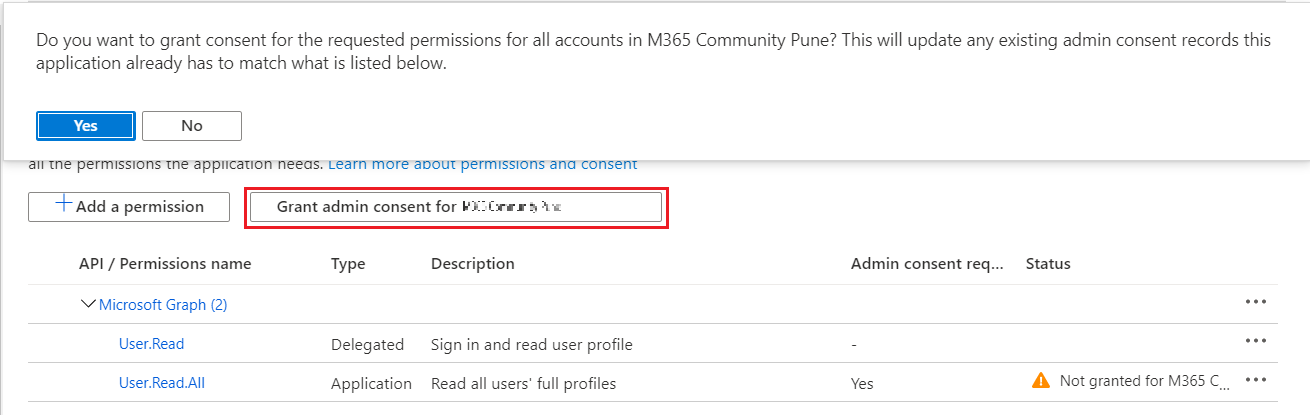 Do you want to grant consent for the requested permissions for all accounts in M365 Community Pune? This will update any existing admin consent records this
application already has to match what is listed below.
Yes No
all the permissions the application needs. Learn more about permissions and consent
+ Add a permission Grant admin consent for M365 Community Pune
API / Permissions name Type Description Admin consent req... Status
Microsoft Graph (2) ...
User.Read Delegated Sign in and read user profile - ...
User.Read.All Application Read all users' full profiles Yes Not granted for M365 C... ...